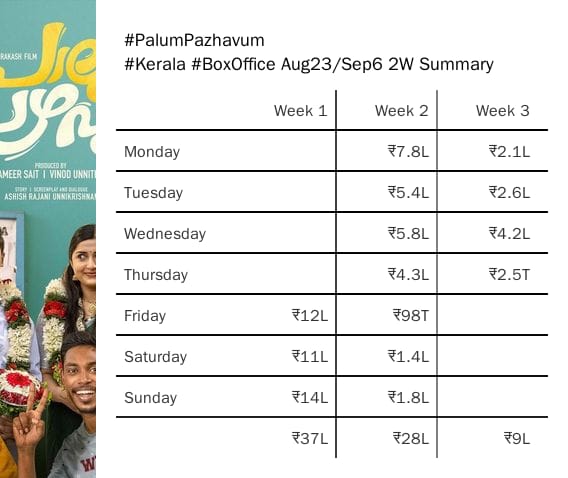 RAKASH FILM
PRODUCED BY
AMEER SAIT I VINOD UNNITH
STORY I SCREENPLAY AND DIALOGUE
ASHISH RAJANI UNNIKRISHNAN
#PalumPazhavum
#Kerala #BoxOffice Aug23/Sep6 2W Summary
Week 1 Week 2 Week 3
Monday ₹7.8L ₹2.1L
Tuesday ₹5.4L ₹2.6L
Wednesday ₹5.8L ₹4.2L
Thursday ₹4.3L ₹2.5T
Friday ₹12L ₹98T
Saturday ₹11L ₹1.4L
Sunday ₹14L ₹1.8L
₹37L ₹28L ₹9L